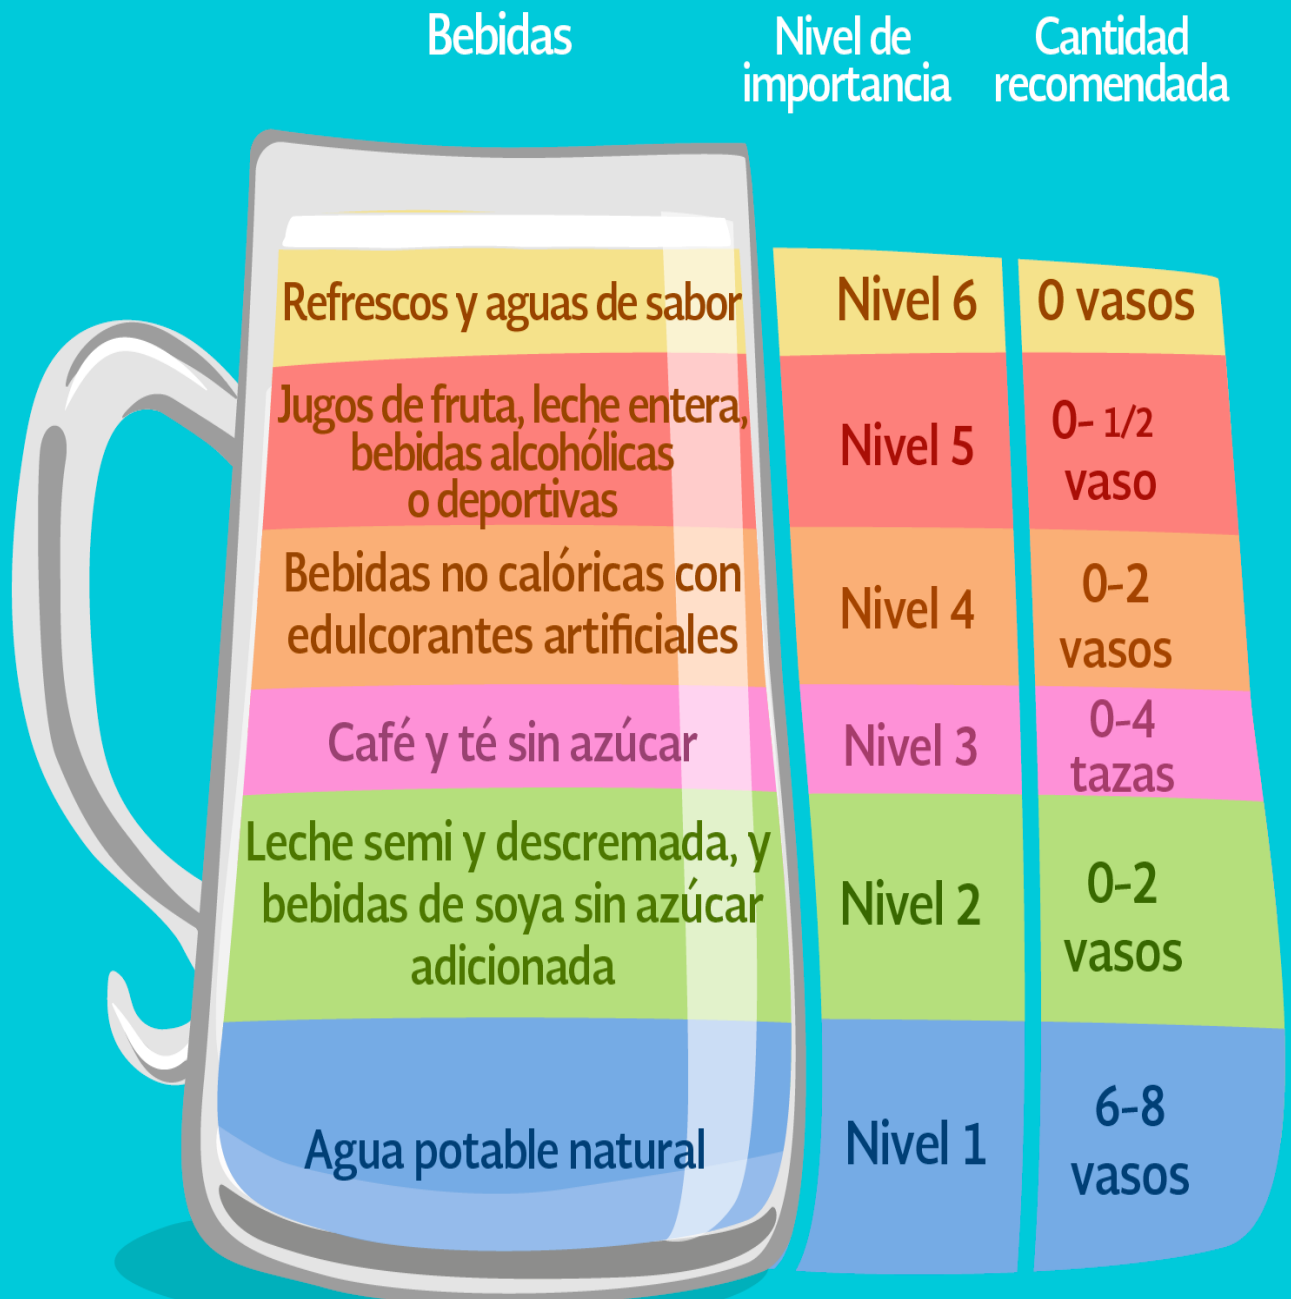 Bebidas
Nivel de
importancia
Cantidad
recomendada
Refrescos y aguas de sabor
Nivel 6
0 vasos
Jugos de fruta, leche entera,
bebidas alcohólicas
o deportivas
Nivel 5
0- 1/2
vaso
Bebidas no calóricas con
edulcorantes artificiales
Nivel 4
0-2
vasos
Café y té sin azúcar
Nivel 3
0-4
tazas
Leche semi y descremada, y
bebidas de soya sin azúcar
adicionada
Nivel 2
0-2
vasos
Agua potable natural
Nivel 1
6-8
vasos